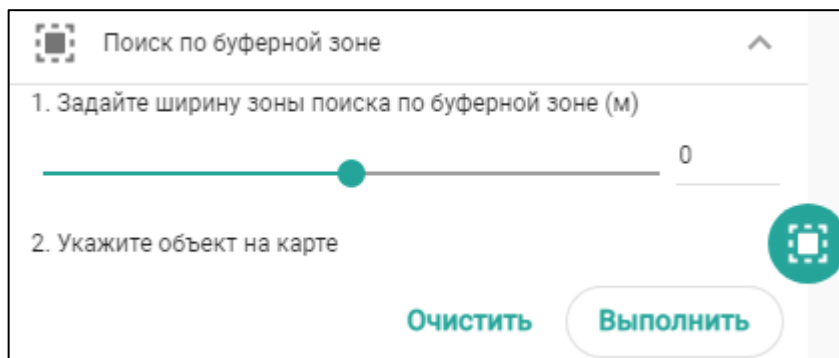 Поиск по буферной зоне
1. Задайте ширину зоны поиска по буферной зоне (м)
0
2. Укажите объект на карте
Очистить Выполнить